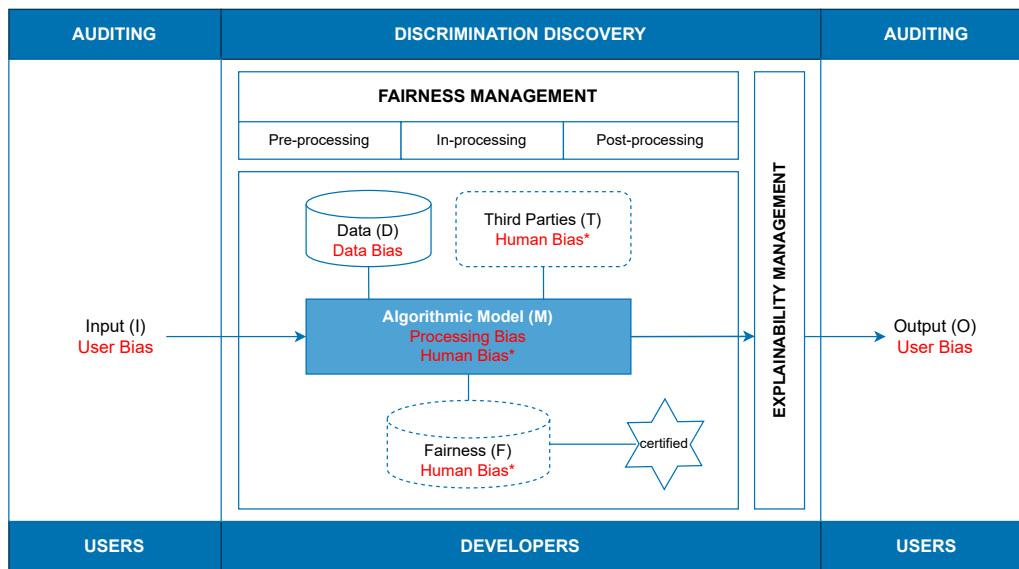 AUDITING
DISCRIMINATION DISCOVERY
AUDITING
FAIRNESS MANAGEMENT
Pre-processing
In-processing
Post-processing
Data (D)
Data Bias
Third Parties (T)
Human Bias*
Input (I)
User Bias
Algorithmic Model (M)
Processing Bias
Human Bias*
Fairness (F)
Human Bias*
certified
EXPLAINABILITY MANAGEMENT
Output (O)
User Bias
USERS
DEVELOPERS
USERS